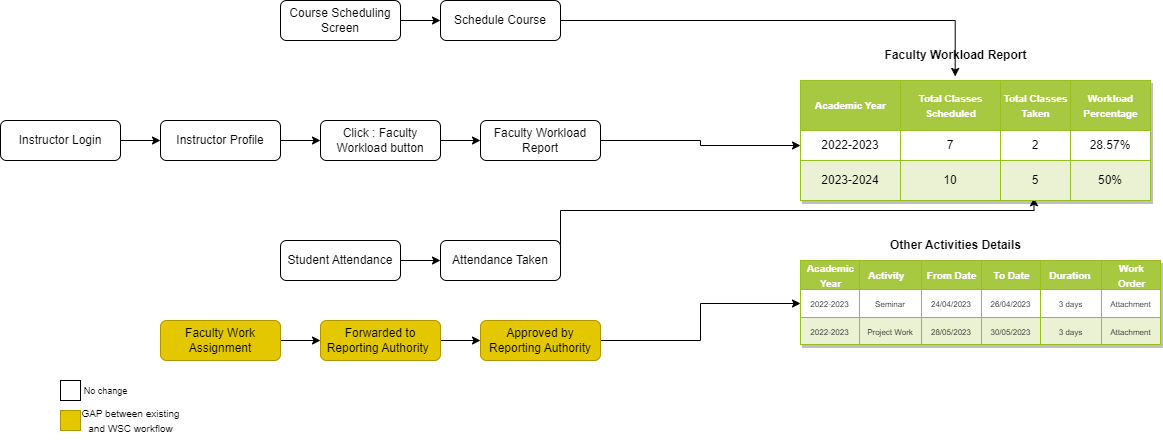 Course Scheduling
Screen
Schedule Course
Faculty Workload Report
Academic Year
Total Classes
Scheduled
Total Classes
Taken
Workload
Percentage
2022-2023 7 2 28.57%
2023-2024 10 5 50%
Instructor Login
Instructor Profile
Click : Faculty
Workload button
Faculty Workload
Report
Student Attendance
Attendance Taken
Other Activities Details
Academic
Year
Activity
From Date
To Date
Duration
Work
Order
2022-2023 Seminar 24/04/2023 26/04/2023 3 days Attachment
2022-2023 Project Work 28/05/2023 30/05/2023 3 days Attachment
Faculty Work
Assignment
Forwarded to
Reporting Authority
Approved by
Reporting Authority
No change
GAP between existing
and WSC workflow